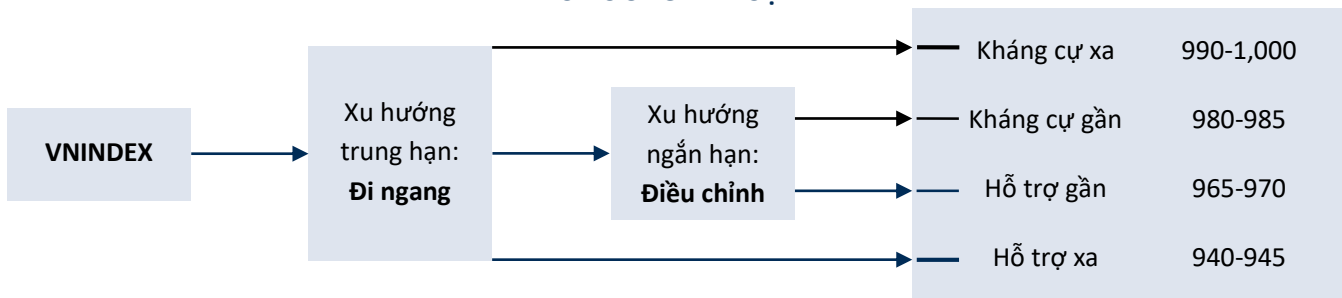 VNINDEX
Xu hướng
trung hạn:
Đi ngang
Xu hướng
ngắn hạn:
Điều chỉnh
Kháng cự xa 990-1,000
Kháng cự gần 980-985
Hỗ trợ gần 965-970
Hỗ trợ xa 940-945